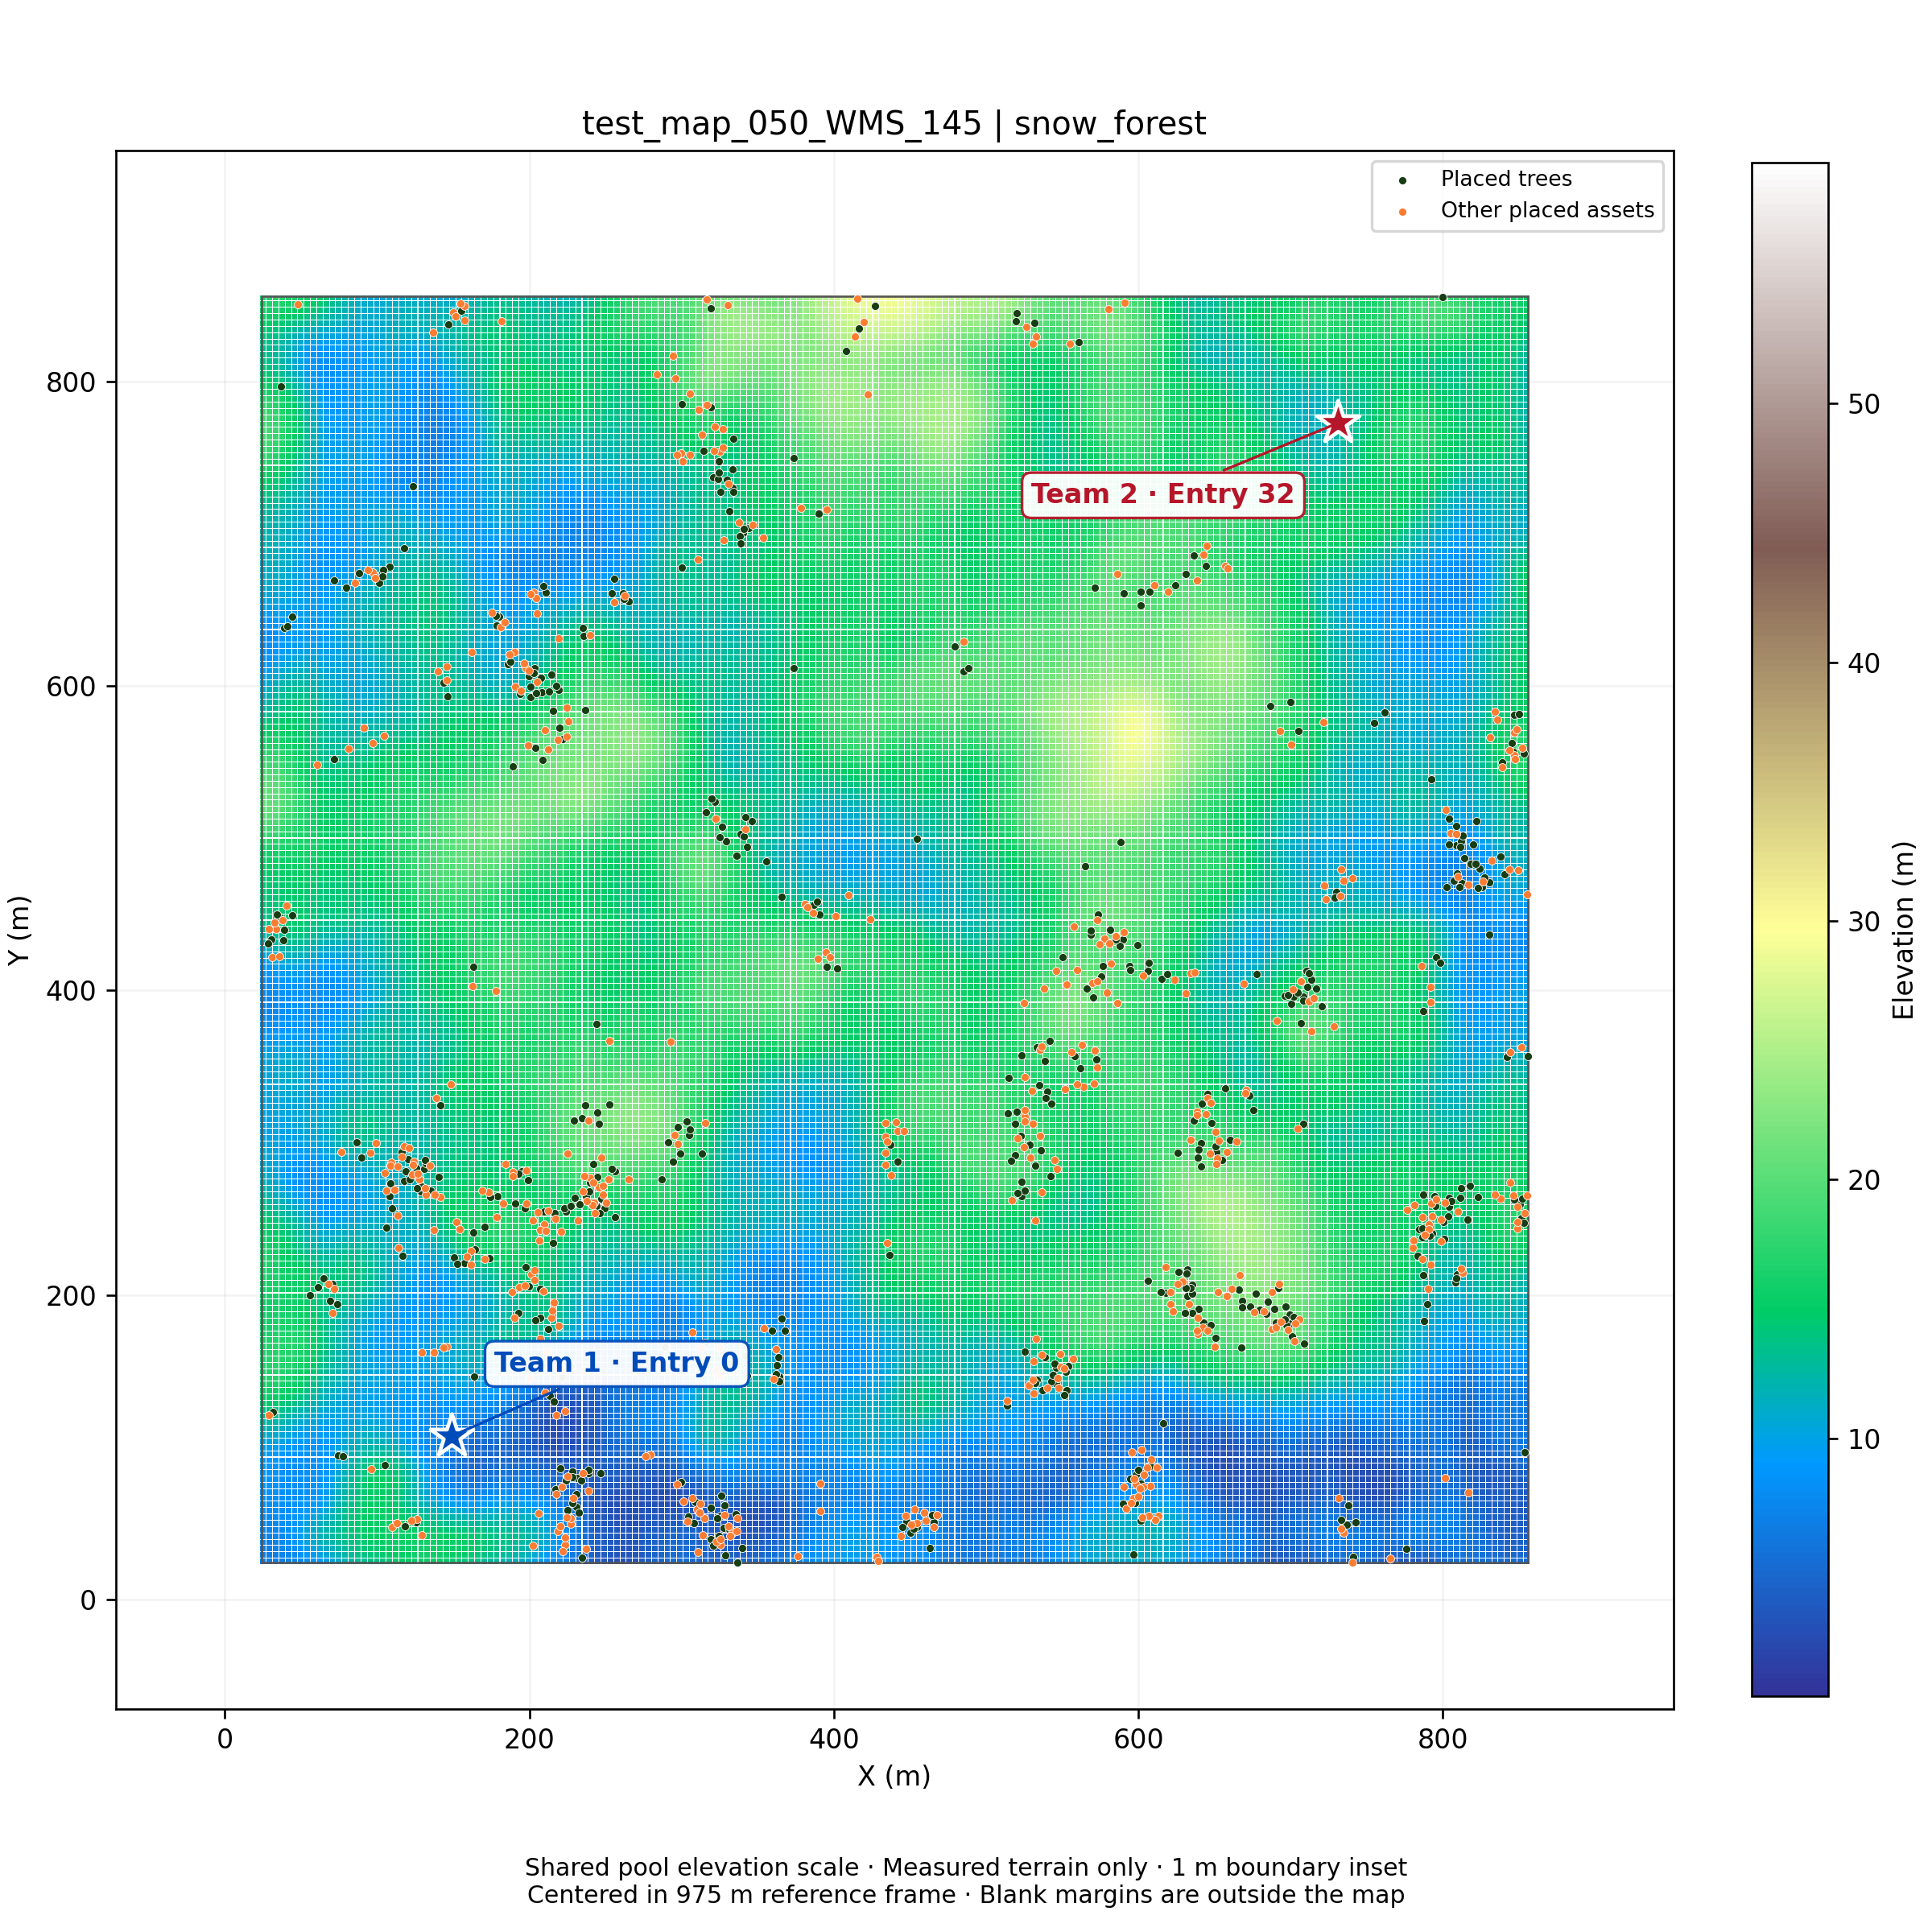 test_map_050_WMS_145 | snow_forest
Placed trees
Other placed assets
Team 2 · Entry 32
Team 1 · Entry 0
800
600
400
200
0
Y (m)
0
200
400
600
800
X (m)
50
40
30
20
10
Elevation (m)
Shared pool elevation scale · Measured terrain only · 1 m boundary inset
Centered in 975 m reference frame · Blank margins are outside the map